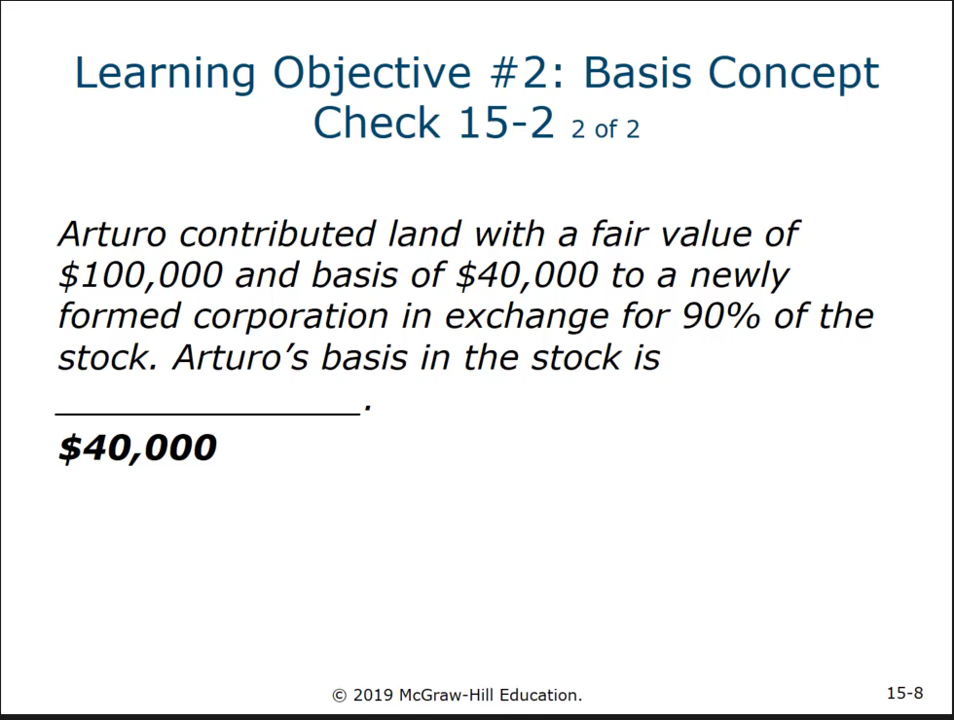 Learning Objective #2: Basis Concept
Check 15-2 2 of 2
Arturo contributed land with a fair value of
$100,000 and basis of $40,000 to a newly
formed corporation in exchange for 90% of the
stock. Arturo’s basis in the stock is
________________.
$40,000
© 2019 McGraw-Hill Education.
15-8